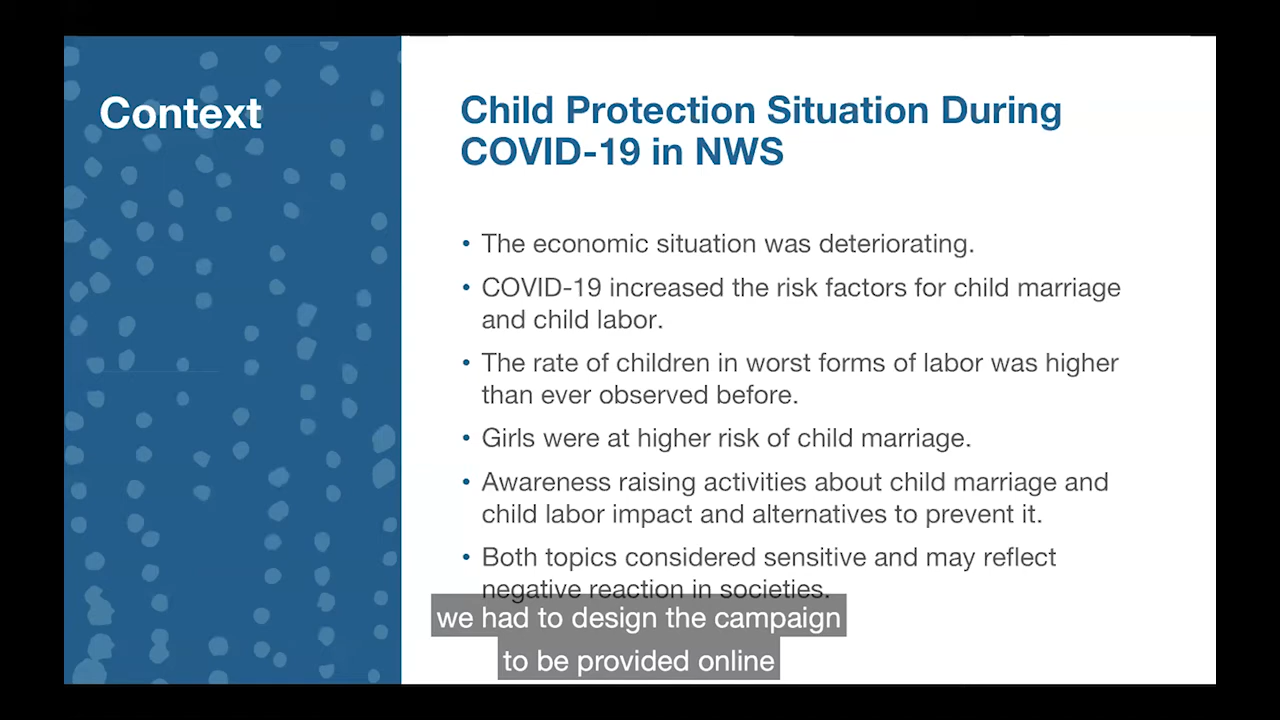 Context
Child Protection Situation During
COVID-19 in NWS
• The economic situation was deteriorating.
• COVID-19 increased the risk factors for child marriage
and child labor.
• The rate of children in worst forms of labor was higher
than ever observed before.
• Girls were at higher risk of child marriage.
• Awareness raising activities about child marriage and
child labor impact and alternatives to prevent it.
• Both topics considered sensitive and may reflect
negative reaction in societies.
we had to design the campaign
to be provided online